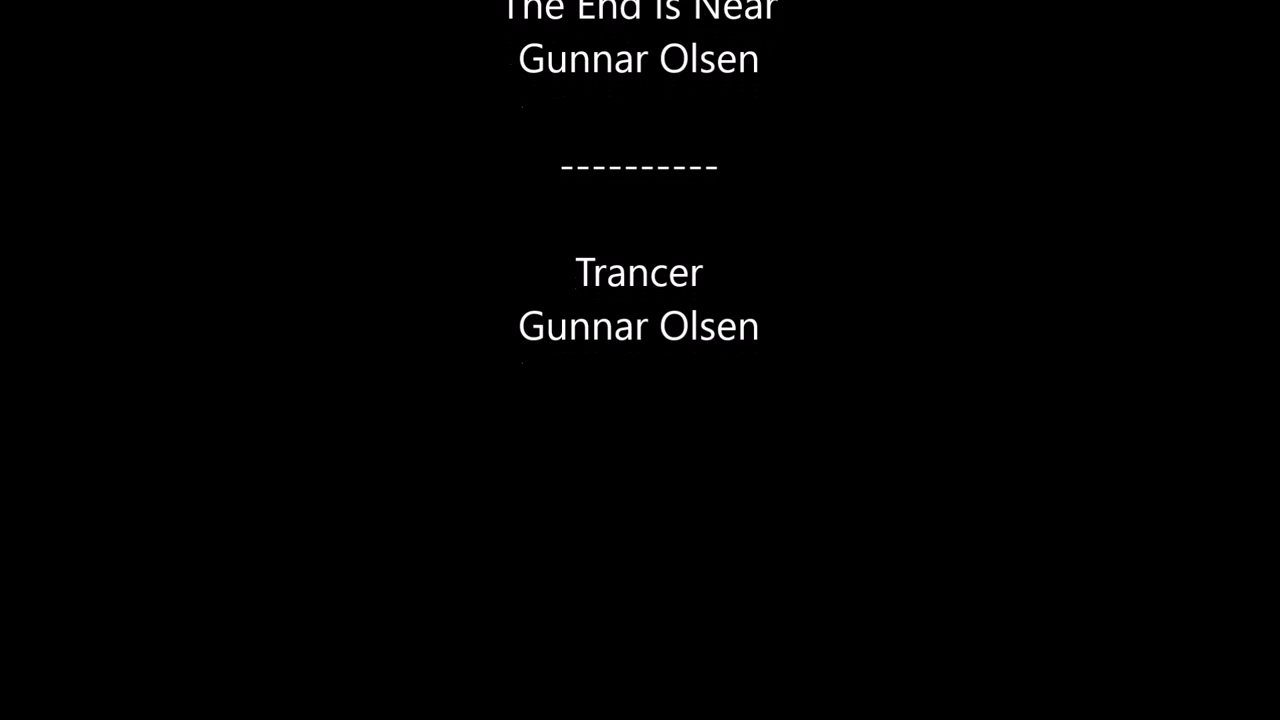 The End Is Near
Gunnar Olsen
----------
Trancer
Gunnar Olsen